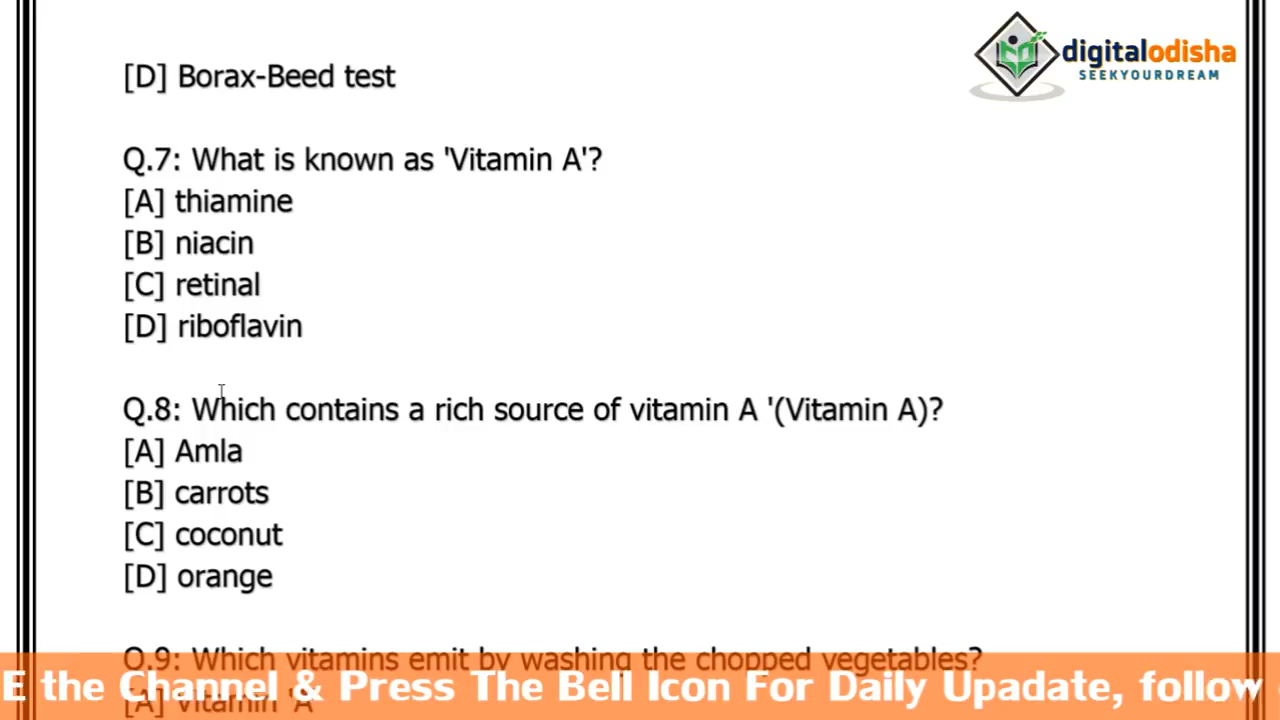 digitalodisha
SEEKYOURDREAM
[D] Borax-Beed test
Q.7: What is known as 'Vitamin A'?
[A] thiamine
[B] niacin
[C] retinal
[D] riboflavin
Q.8: Which contains a rich source of vitamin A '(Vitamin A)?
[A] Amla
[B] carrots
[C] coconut
[D] orange
Q.9: Which vitamins emit by washing the chopped vegetables?
E the Channel & Press The Bell Icon For Daily Upadate, follow
[A] Vitamin 'A'